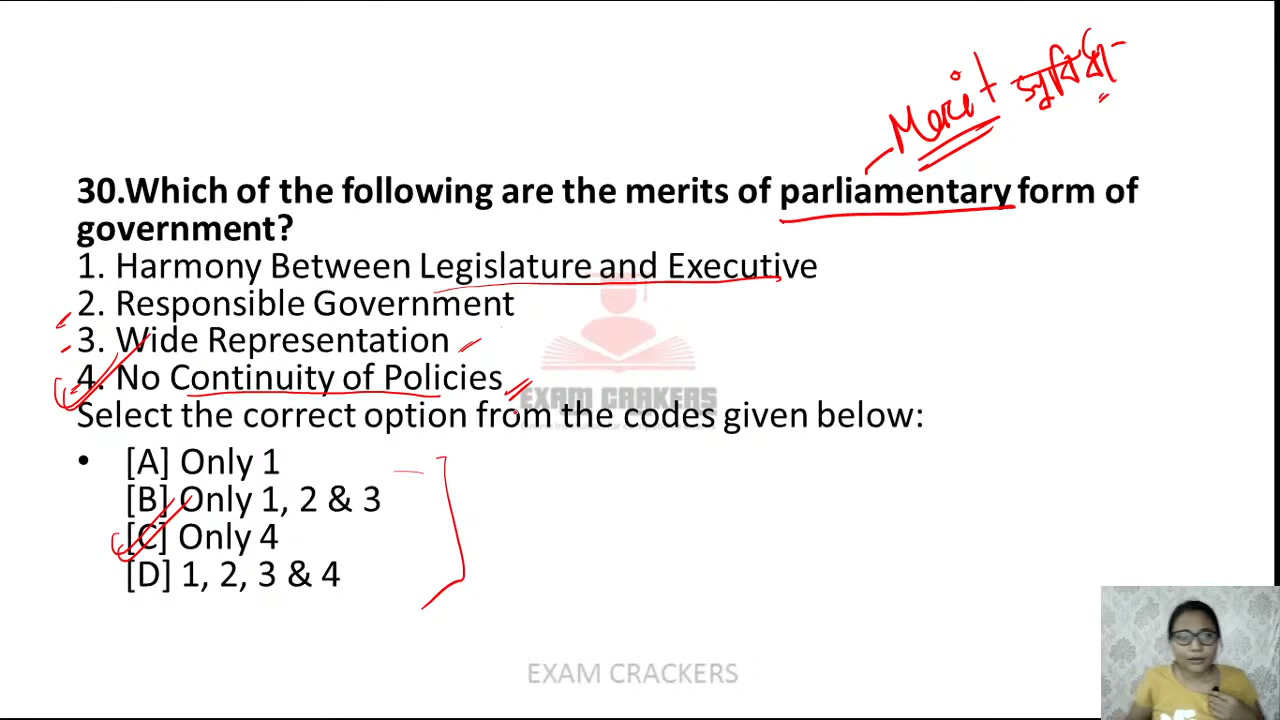 Merit সুবিধা
30.Which of the following are the merits of parliamentary form of
government?
1. Harmony Between Legislature and Executive
2. Responsible Government
3. Wide Representation
4. No Continuity of Policies
Select the correct option from the codes given below:
• [A] Only 1
[B] Only 1, 2 & 3
[C] Only 4
[D] 1, 2, 3 & 4
EXAM CRAKERS
EXAM CRACKERS